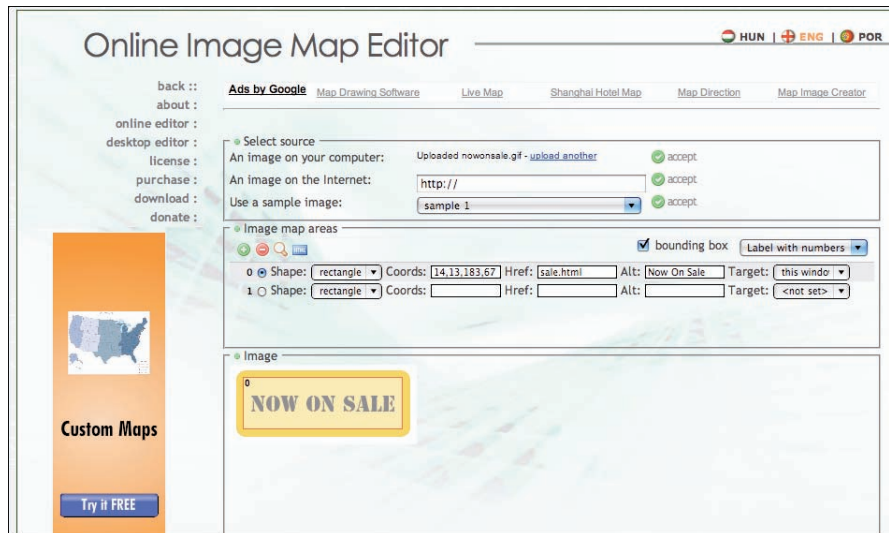 Online Image Map Editor
HUN | ENG | POR
back ::
about :
online editor :
desktop editor :
license :
purchase :
download :
donate :
Ads by Google Map Drawing Software Live Map Shanghai Hotel Map Map Direction Map Image Creator
Select source
An image on your computer: Uploaded nowonsale.gif - upload another accept
An image on the Internet: http:// accept
Use a sample image: sample 1 accept
Image map areas
bounding box Label with numbers
0 Shape: rectangle Coords: 14,13,183,67 Href: sale.html Alt: Now On Sale Target: this windo
1 Shape: rectangle Coords: Href: Alt: Target: <not set>
Image
0
NOW ON SALE
Custom Maps
Try it FREE